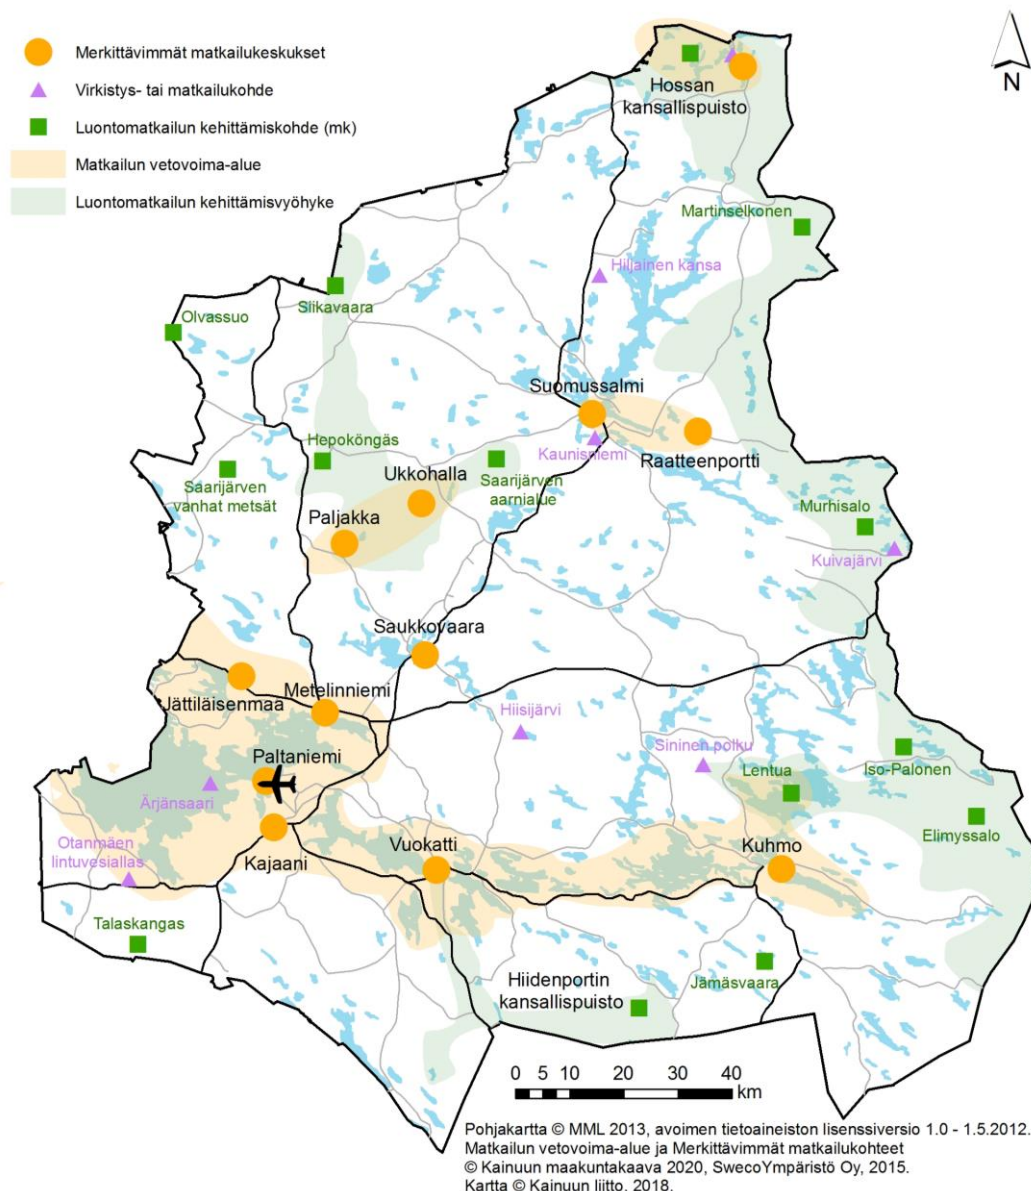 Merkittävimmät matkailukeskukset
Virkistys- tai matkailukohde
Luontomatkailun kehittämiskohde (mk)
Matkailun vetovoima-alue
Luontomatkailun kehittämisvyöhyke
N
Hossan
kansallispuisto
Martinselkonen
Hiljainen kansa
Siikavaara
Olvassuo
Suomussalmi
Kaunisniemi
Raatteenportti
Hepoköngäs
Ukkohalla
Saarijärven
aarnialue
Saarijärven
vanhat metsät
Paljakka
Murhisalo
Kuivajärvi
Saukkovaara
Jättiläisenmaa
Metelinniemi
Hiisijärvi
Sininen polku
Lentua
Iso-Palonen
Paltaniemi
Ärjänsaari
Elimyssalo
Otanmäen
lintuvesiallas
Kajaani
Vuokatti
Kuhmo
Talaskangas
Hiidenportin
kansallispuisto
Jämäsvaara
0 5 10 20 30 40
km
Pohjakartta © MML 2013, avoimen tietoaineiston lisenssiversio 1.0 - 1.5.2012.
Matkailun vetovoima-alue ja Merkittävimmät matkailukohteet
© Kainuun maakuntakaava 2020, SwecoYmpäristö Oy, 2015.
Kartta © Kainuun liitto, 2018.